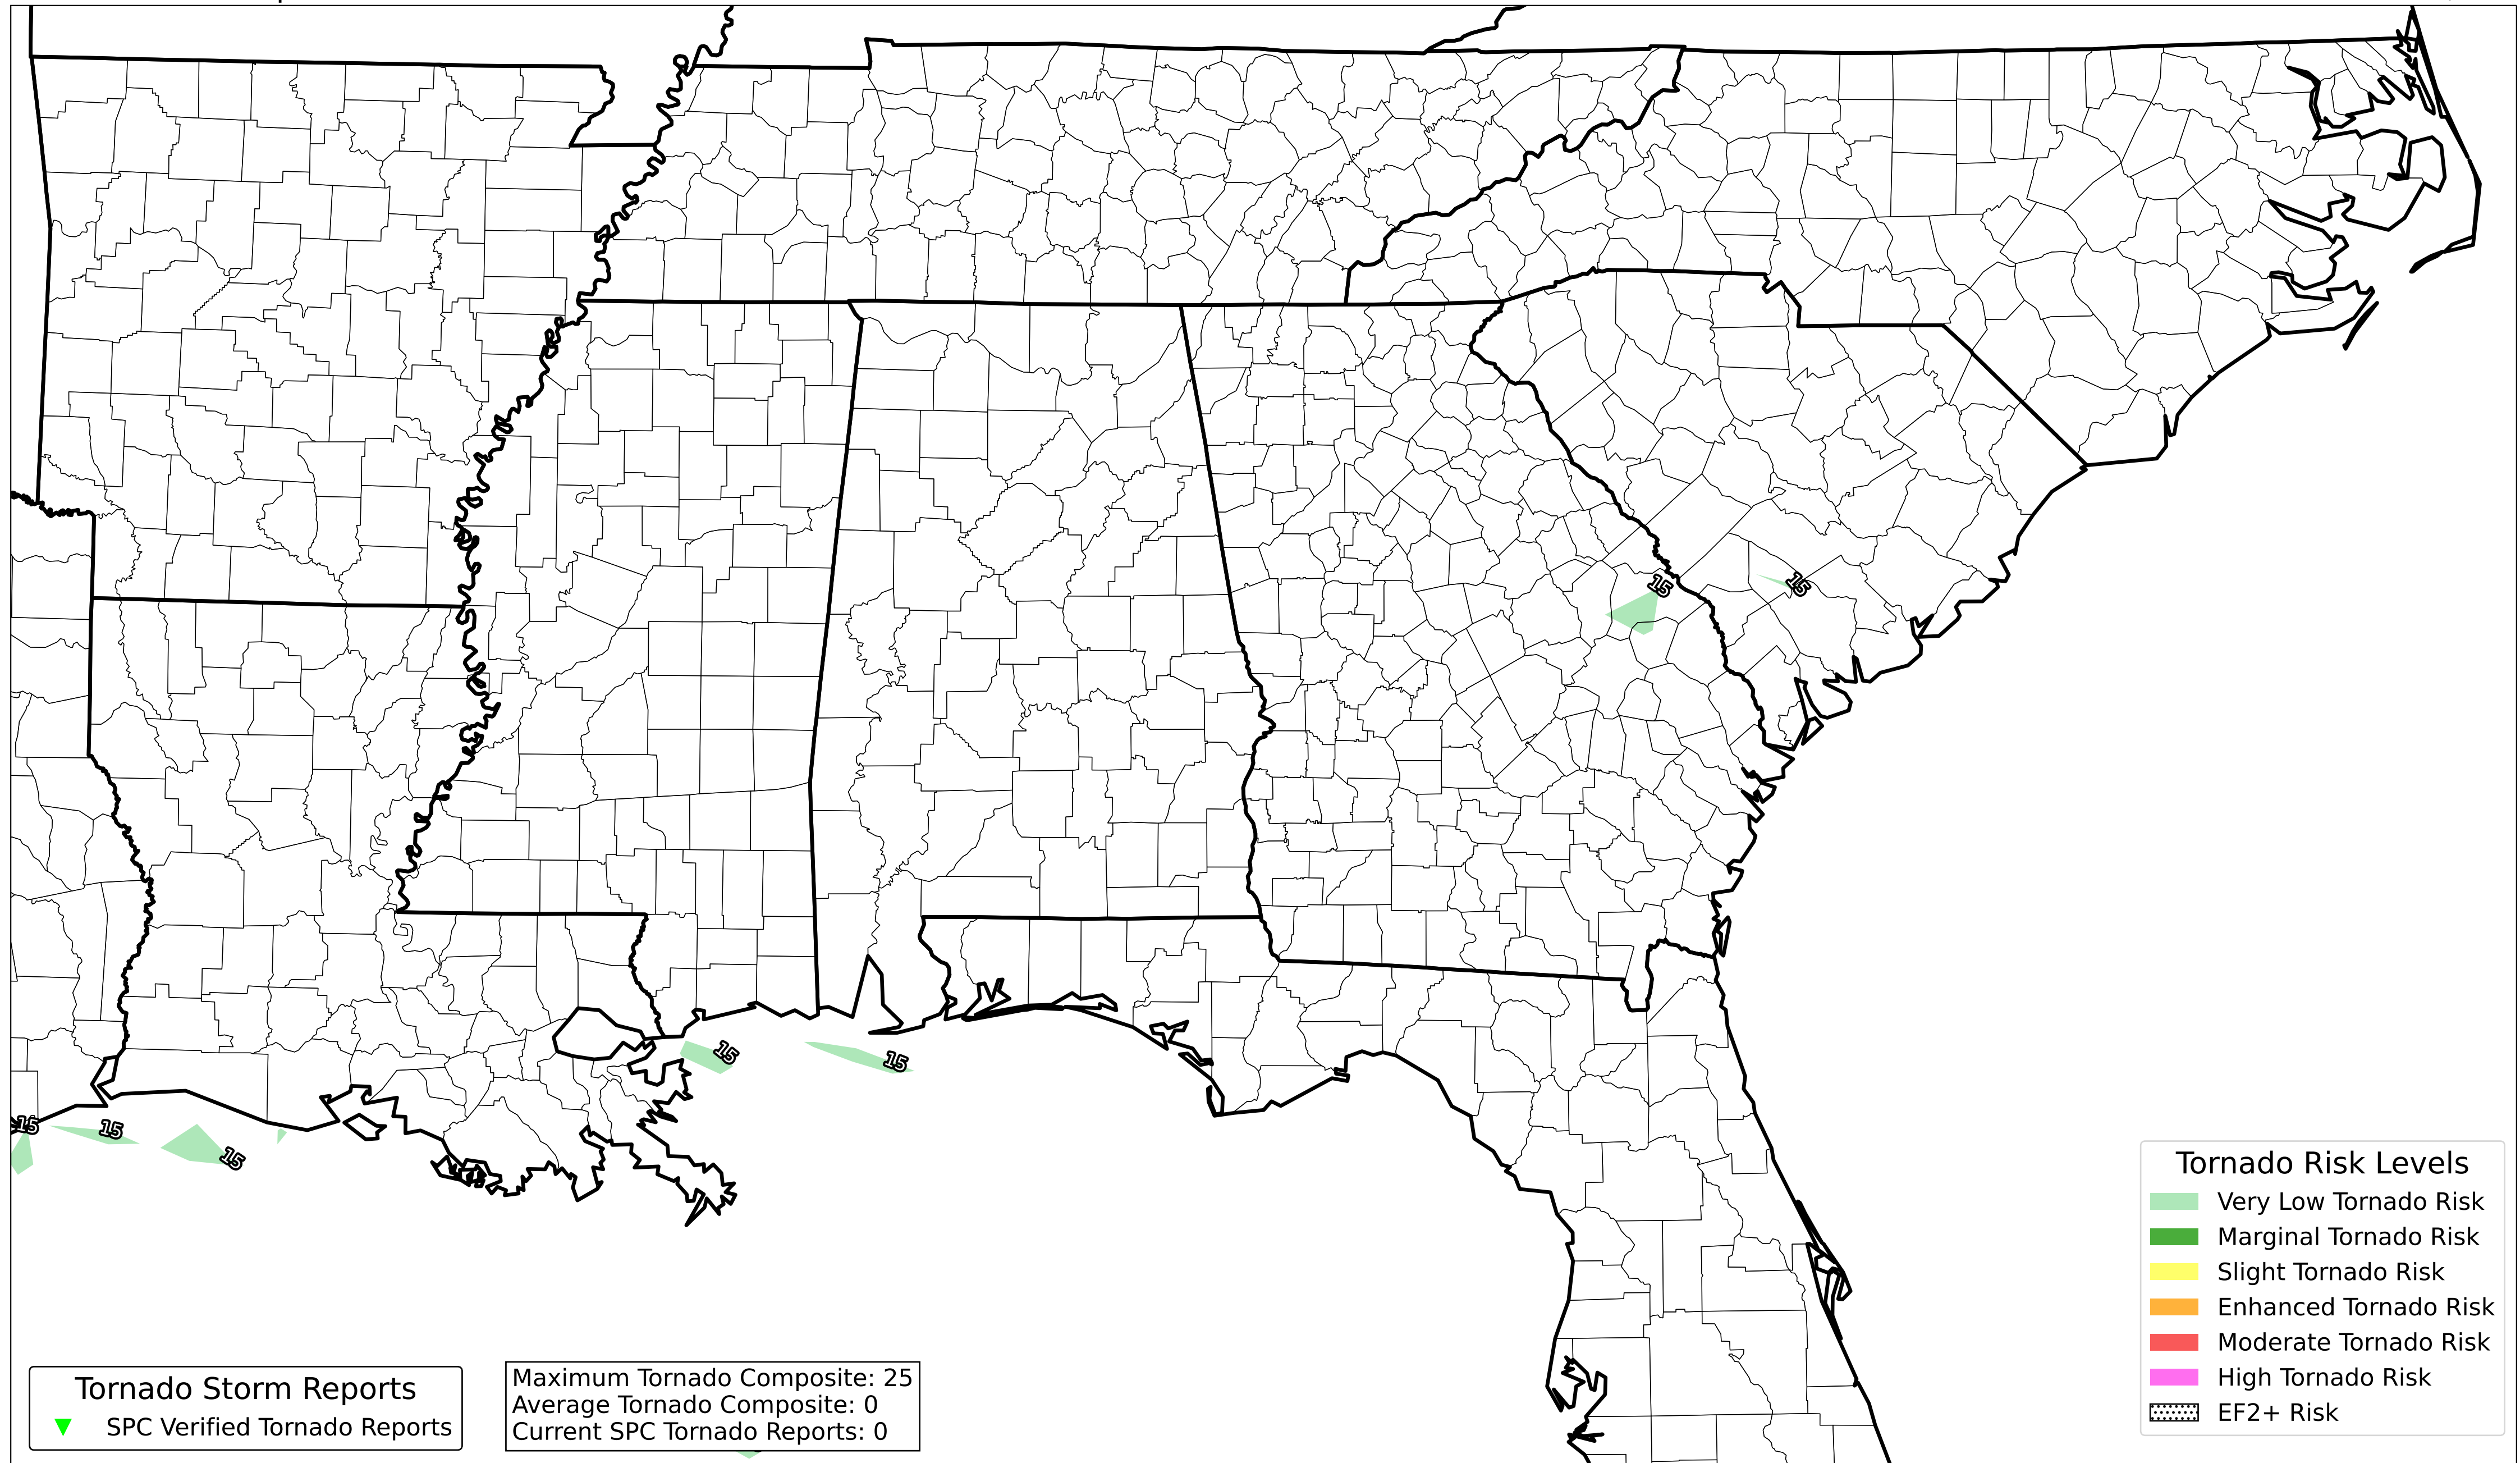 15
15
15
15
15
15
15
Tornado Risk Levels
Very Low Tornado Risk
Marginal Tornado Risk
Slight Tornado Risk
Enhanced Tornado Risk
Moderate Tornado Risk
High Tornado Risk
EF2+ Risk
Tornado Storm Reports
SPC Verified Tornado Reports
Maximum Tornado Composite: 25
Average Tornado Composite: 0
Current SPC Tornado Reports: 0